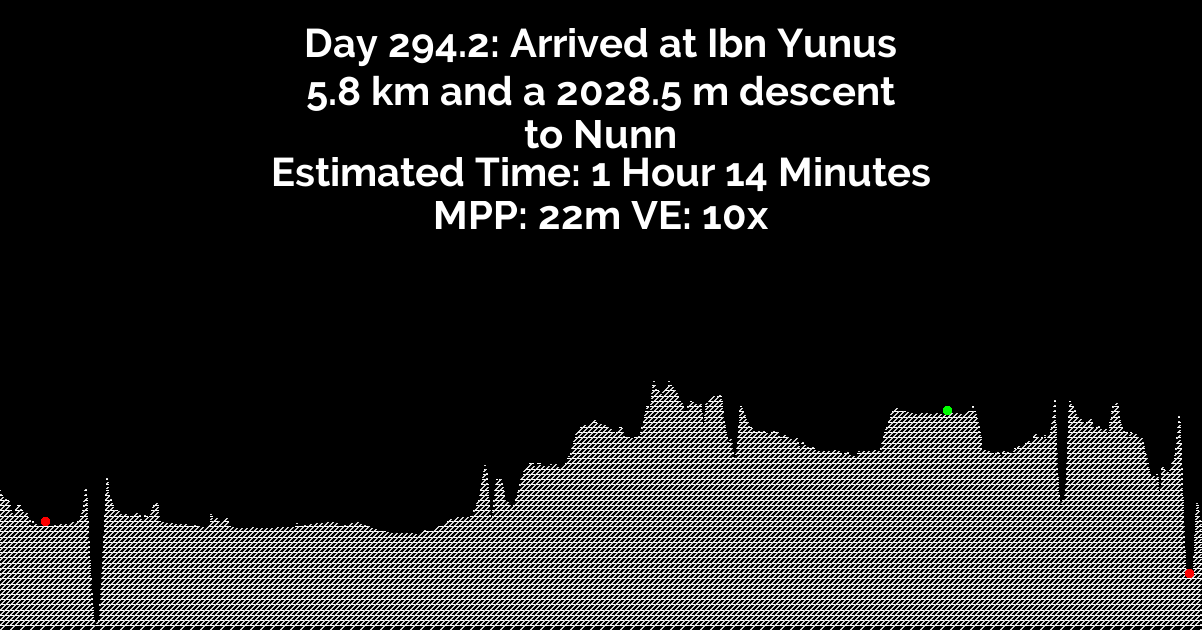 Day 294.2: Arrived at Ibn Yunus
5.8 km and a 2028.5 m descent
to Nunn
Estimated Time: 1 Hour 14 Minutes
MPP: 22m VE: 10x